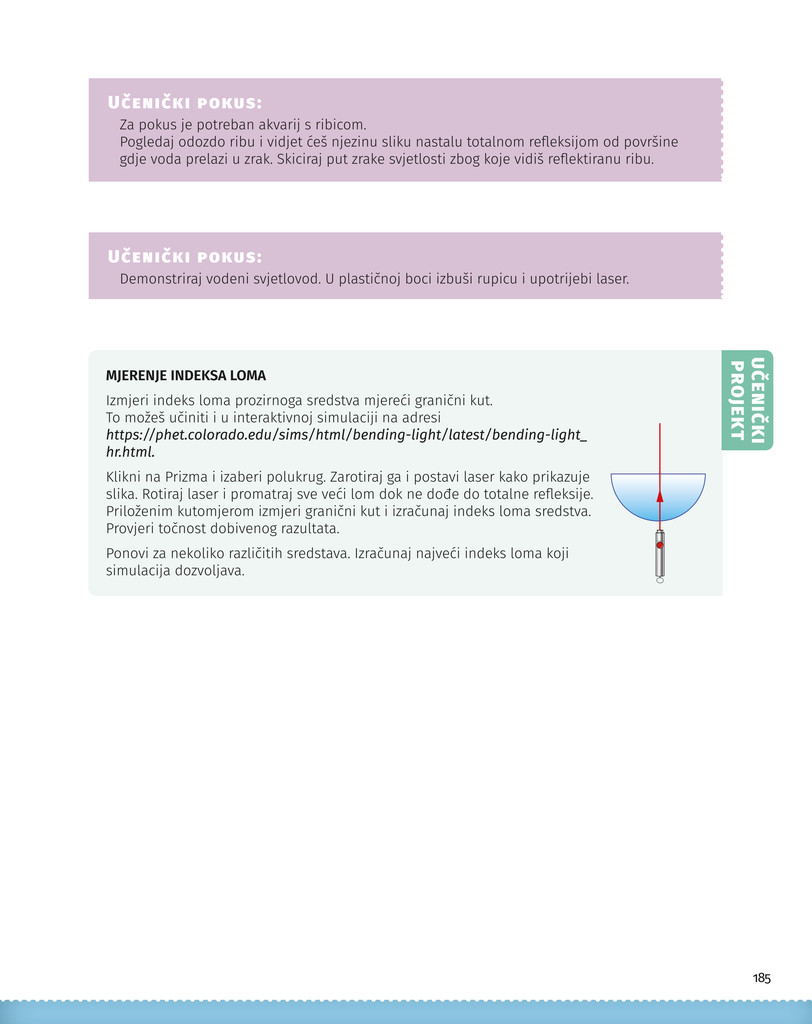 UČENIČKI POKUS:
Za pokus je potreban akvarij s ribicom.
Pogledaj odozdo ribu i vidjet ćeš njezinu sliku nastalu totalnom refleksijom od površine
gdje voda prelazi u zrak. Skiciraj put zrake svjetlosti zbog koje vidiš reflektiranu ribu.
UČENIČKI POKUS:
Demonstriraj vodeni svjetlovod. U plastičnoj boci izbuši rupicu i upotrijebi laser.
UČENIČKI
PROJEKT
MJERENJE INDEKSA LOMA
Izmjeri indeks loma prozirnoga sredstva mjereći granični kut.
To možeš učiniti i u interaktivnoj simulaciji na adresi
https://phet.colorado.edu/sims/html/bending-light/latest/bending-light_
hr.html.
Klikni na Prizma i izaberi polukrug. Zarotiraj ga i postavi laser kako prikazuje
slika. Rotiraj laser i promatraj sve veći lom dok ne dođe do totalne refleksije.
Priloženim kutomjerom izmjeri granični kut i izračunaj indeks loma sredstva.
Provjeri točnost dobivenog razultata.
Ponovi za nekoliko različitih sredstava. Izračunaj najveći indeks loma koji
simulacija dozvoljava.
185